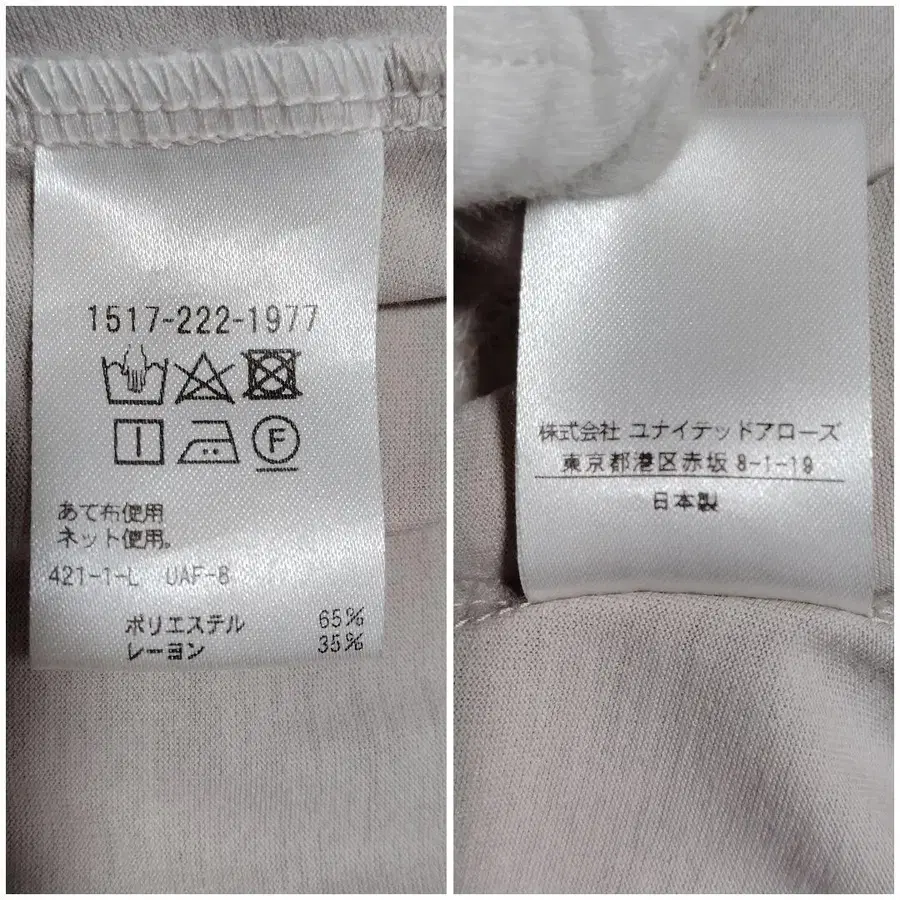 1517-222-1977
F
あて布使用
ネット使用。
421-1-L UAF-8
ポリエステル 65%
レーヨン 35%
株式会社 ユナイテッドアローズ
東京都港区赤坂 8-1-19
日本製